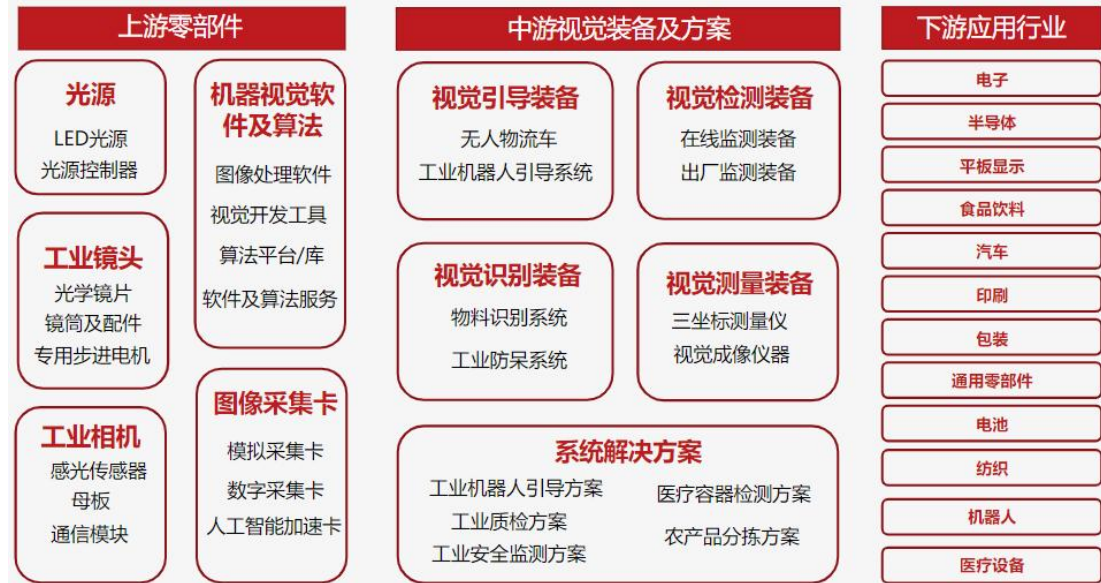 上游零部件
光源
LED光源
光源控制器
机器视觉软
件及算法
图像处理软件
视觉开发工具
算法平台/库
软件及算法服务
工业镜头
光学镜片
镜筒及配件
专用步进电机
工业相机
感光传感器
母板
通信模块
图像采集卡
模拟采集卡
数字采集卡
人工智能加速卡
中游视觉装备及方案
视觉引导装备
无人物流车
工业机器人引导系统
视觉检测装备
在线监测装备
出厂监测装备
视觉识别装备
物料识别系统
工业防呆系统
视觉测量装备
三坐标测量仪
视觉成像仪器
系统解决方案
工业机器人引导方案
工业质检方案
工业安全监测方案
医疗容器检测方案
农产品分拣方案
下游应用行业
电子
半导体
平板显示
食品饮料
汽车
印刷
包装
通用零部件
电池
纺织
机器人
医疗设备